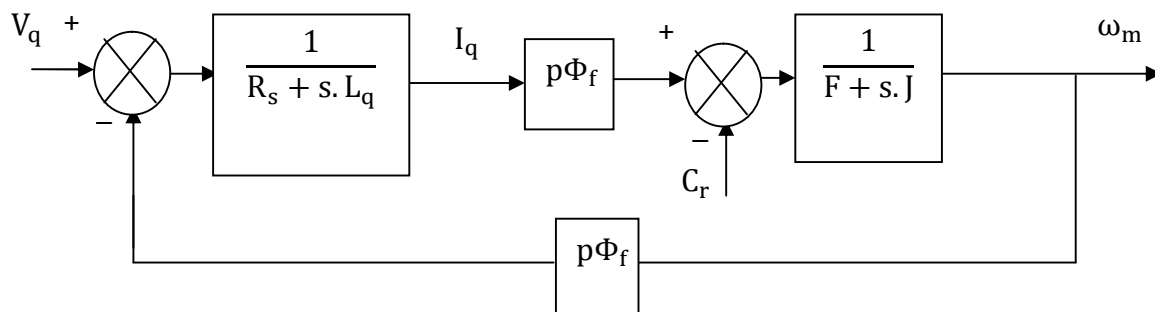 V_q + 1/(R_s + s. L_q) I_q pΦ_f + 1/(F + s. J) ω_m
− −
C_r
pΦ_f